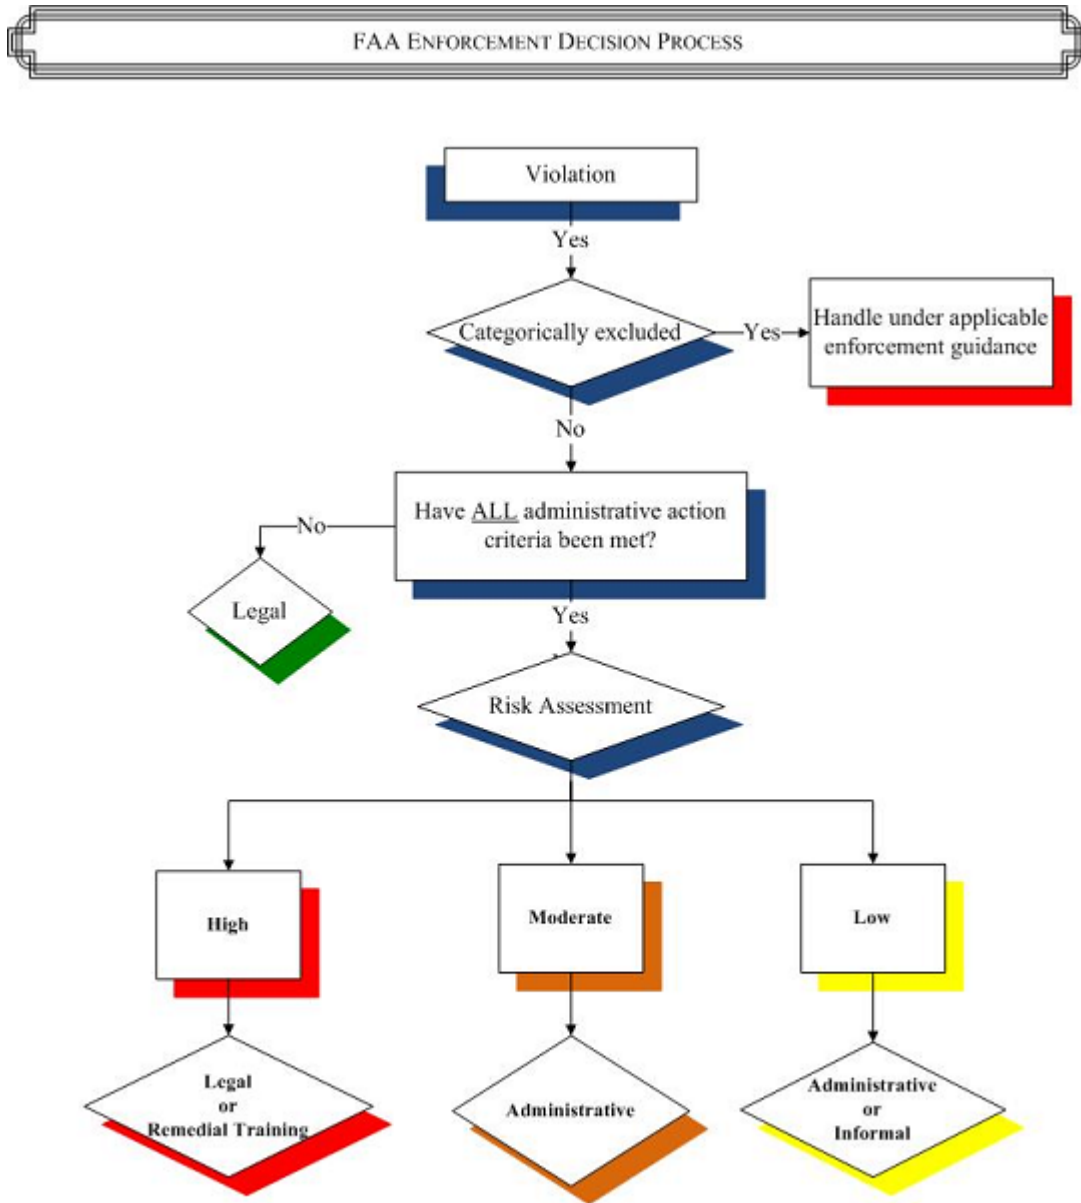 FAA ENFORCEMENT DECISION PROCESS
Violation
Yes
Categorically excluded
Yes
Handle under applicable
enforcement guidance
No
Have ALL administrative action
criteria been met?
No
Legal
Yes
Risk Assessment
High
Moderate
Low
Legal
or
Remedial Training
Administrative
Administrative
or
Informal